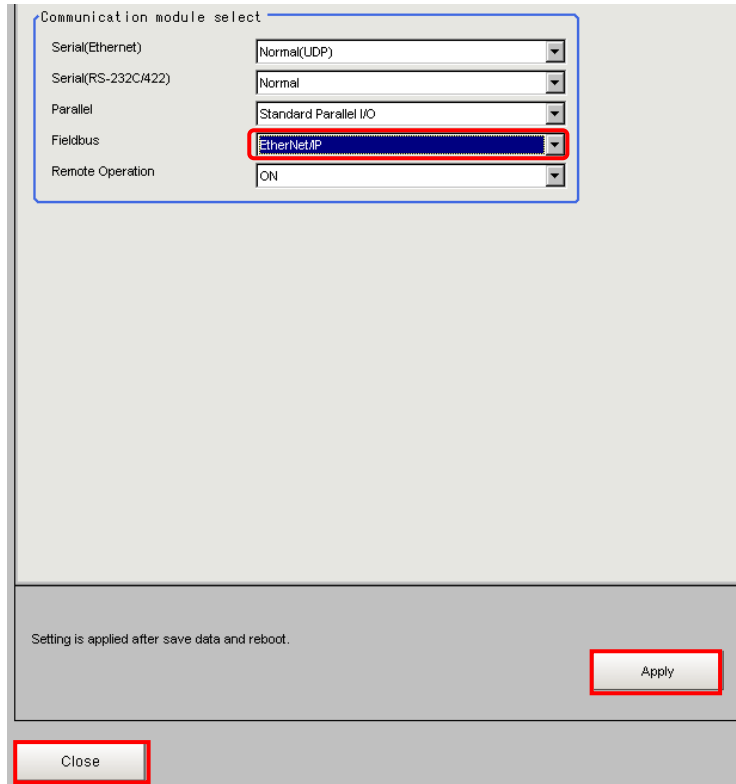 Communication module select
Serial(Ethernet) Normal(UDP)
Serial(RS-232C/422) Normal
Parallel Standard Parallel I/O
Fieldbus EtherNet/IP
Remote Operation ON
Setting is applied after save data and reboot.
Apply
Close